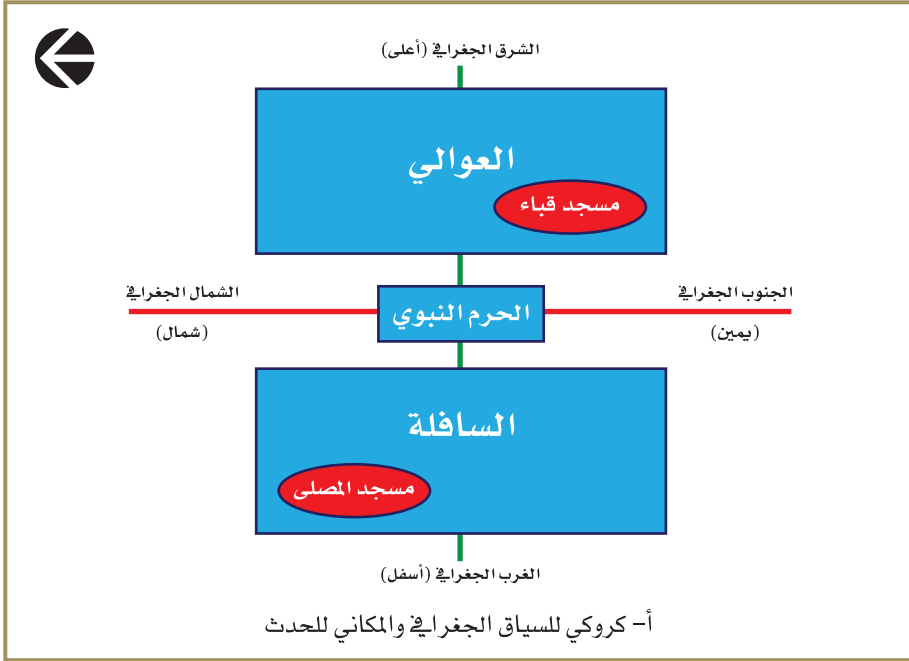 الشرق الجغرافي (أعلى)
العوالي
مسجد قباء
الجنوب الجغرافي
(يمين)
الحرم النبوي
الشمال الجغرافي
(شمال)
السافلة
مسجد المصلى
الغرب الجغرافي (أسفل)
أ- كروكي للسياق الجغرافي والمكاني للحدث